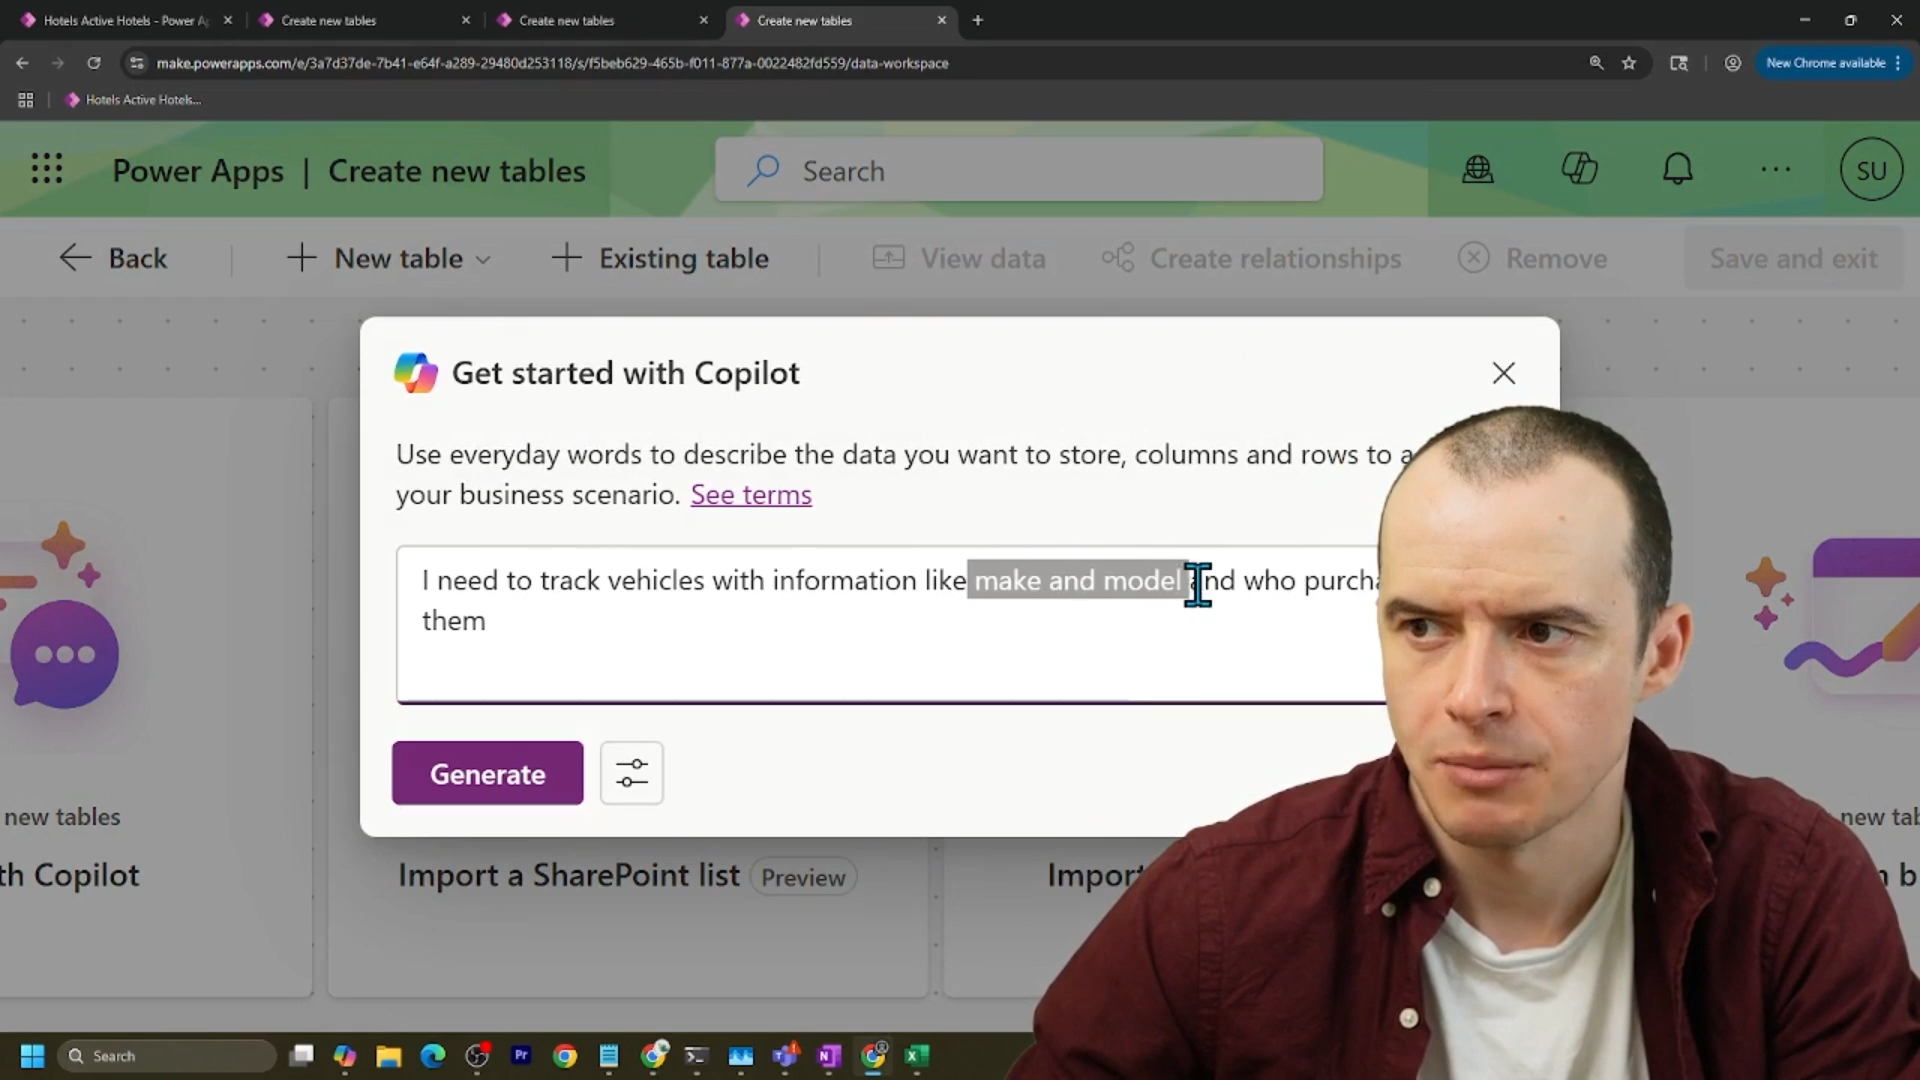 Hotels Active Hotels - Power A
Create new tables
Create new tables
Create new tables
make.powerapps.com/e/3a7d37de-7b41-e64f-a289-29480d253118/s/f5beb629-465b-f011-877a-0022482fd559/data-workspace
New Chrome available
Hotels Active Hotels...
Power Apps | Create new tables
Search
SU
Back
New table
Existing table
View data
Create relationships
Remove
Save and exit
Get started with Copilot
Use everyday words to describe the data you want to store, columns and rows to a
your business scenario. See terms
I need to track vehicles with information like make and model and who purcha
them
Generate
new tables
new tab
th Copilot
Import a SharePoint list
Preview
Import
n b
Search
Pr